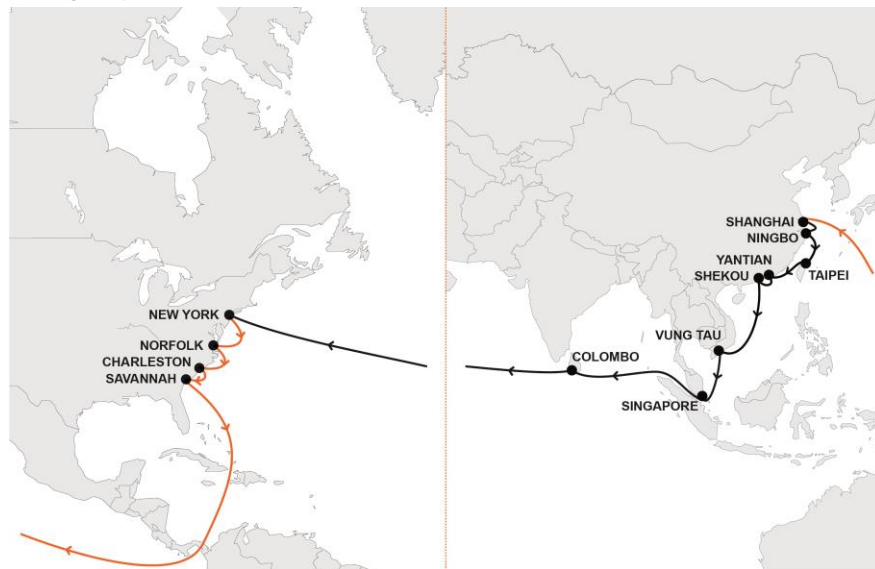 SHANGHAI
NINGBO
YANTIAN
SHEKOU
TAIPEI
NEW YORK
NORFOLK
CHARLESTON
SAVANNAH
VUNG TAU
COLOMBO
SINGAPORE